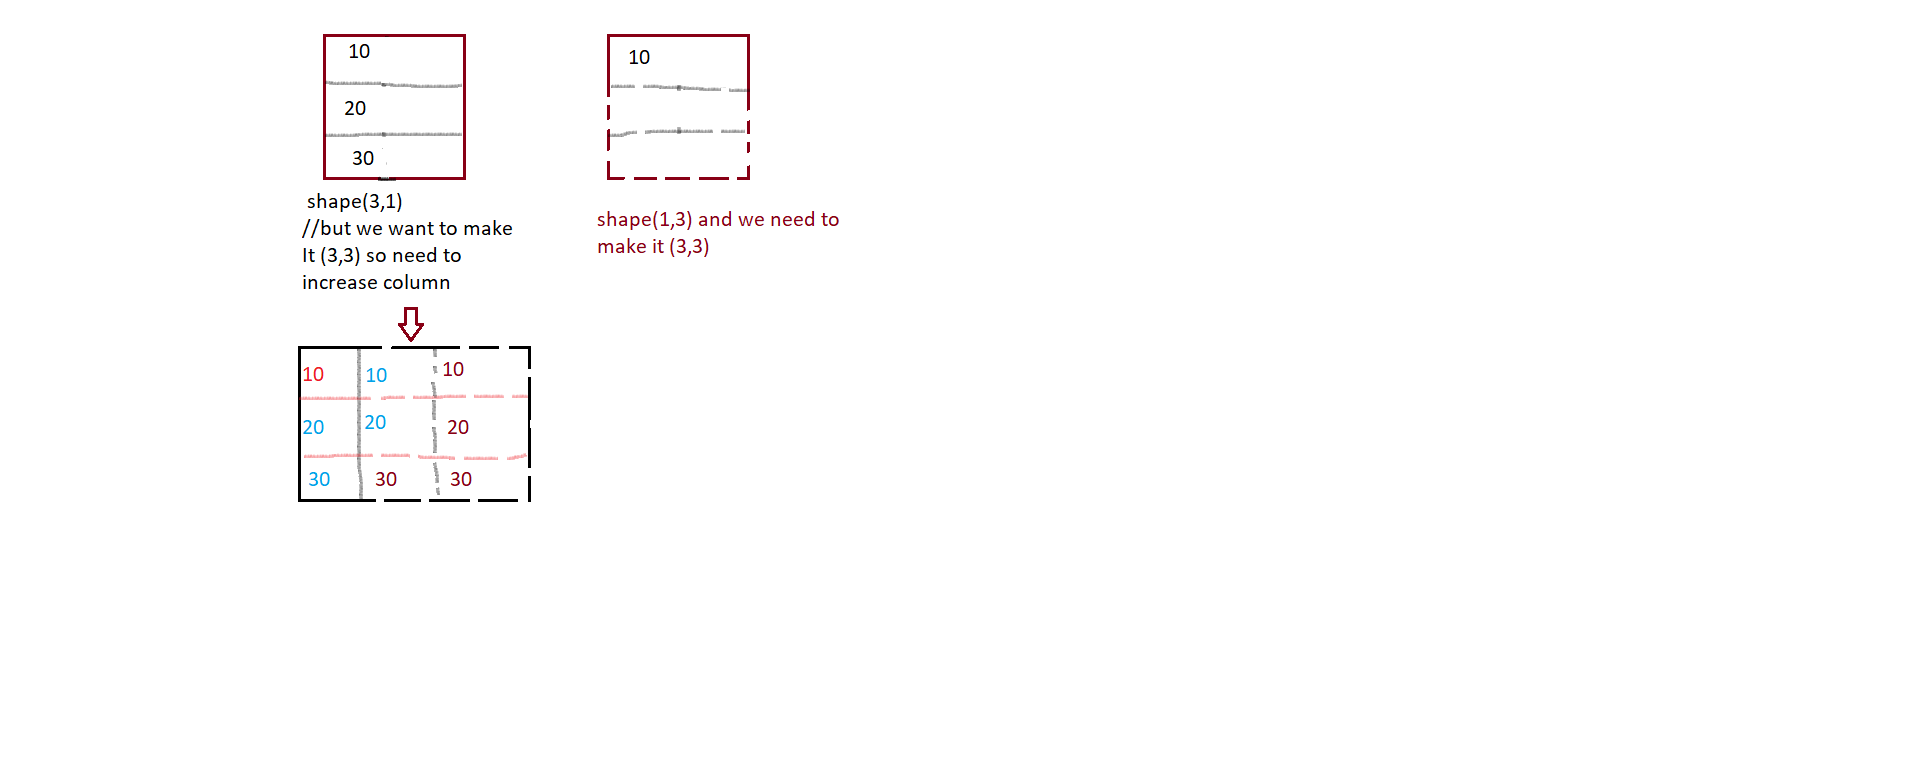 10
20
30
shape(3,1)
//but we want to make
It (3,3) so need to
increase column
10
shape(1,3) and we need to
make it (3,3)
10 10 10
20 20 20
30 30 30